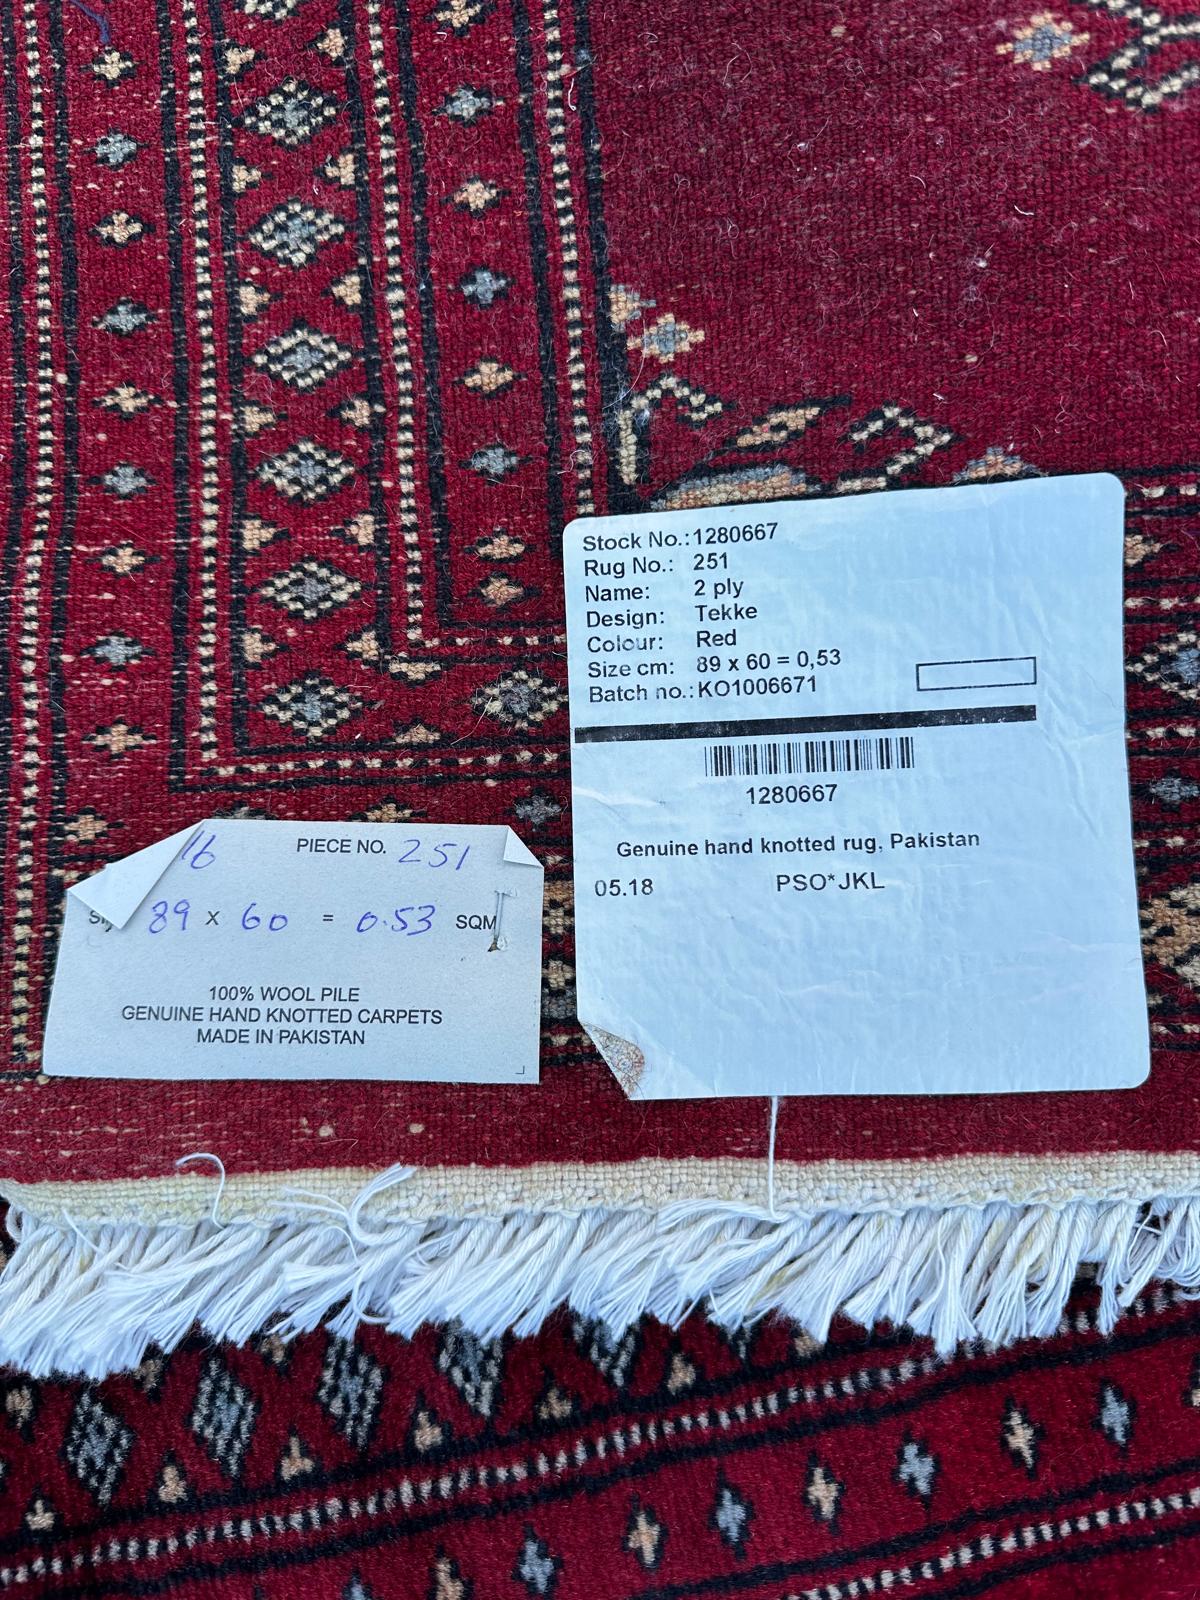 Stock No.: 1280667
Rug No.: 251
Name: 2 ply
Design: Tekke
Colour: Red
Size cm: 89 x 60 = 0,53
Batch no.: KO1006671
1280667
Genuine hand knotted rug, Pakistan
05.18 PSO*JKL
16 PIECE NO. 251
89 X 60 = 0.53 SQM
100% WOOL PILE
GENUINE HAND KNOTTED CARPETS
MADE IN PAKISTAN